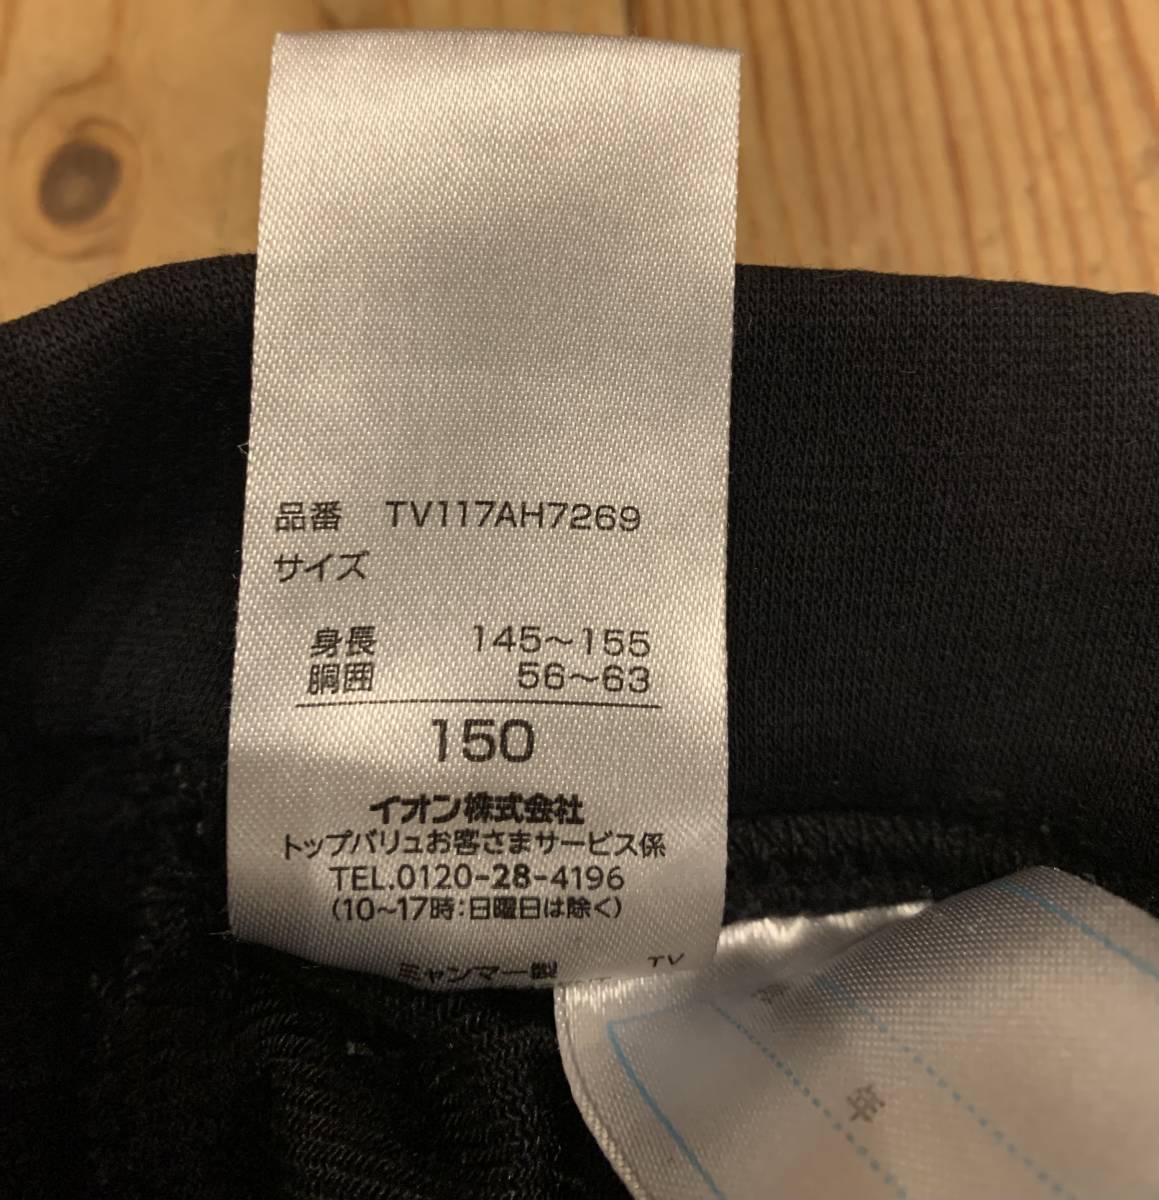 品番 TV117AH7269
サイズ
身長 145〜155
胴囲 56〜63
150
イオン株式会社
トップバリュお客さまサービス係
TEL.0120-28-4196
(10〜17時:日曜日は除く)
ミャンマー製 TV
年